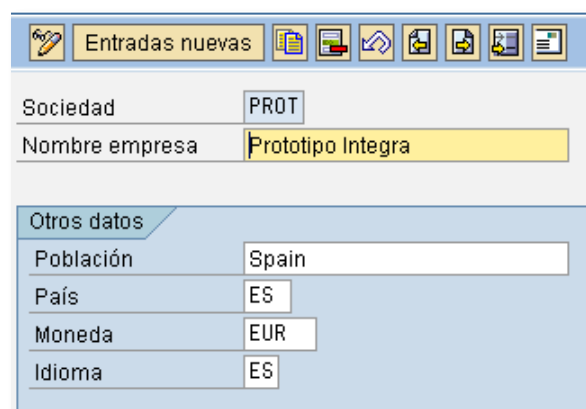 Entradas nuevas
Sociedad PROT
Nombre empresa Prototipo Integra
Otros datos
Población Spain
País ES
Moneda EUR
Idioma ES